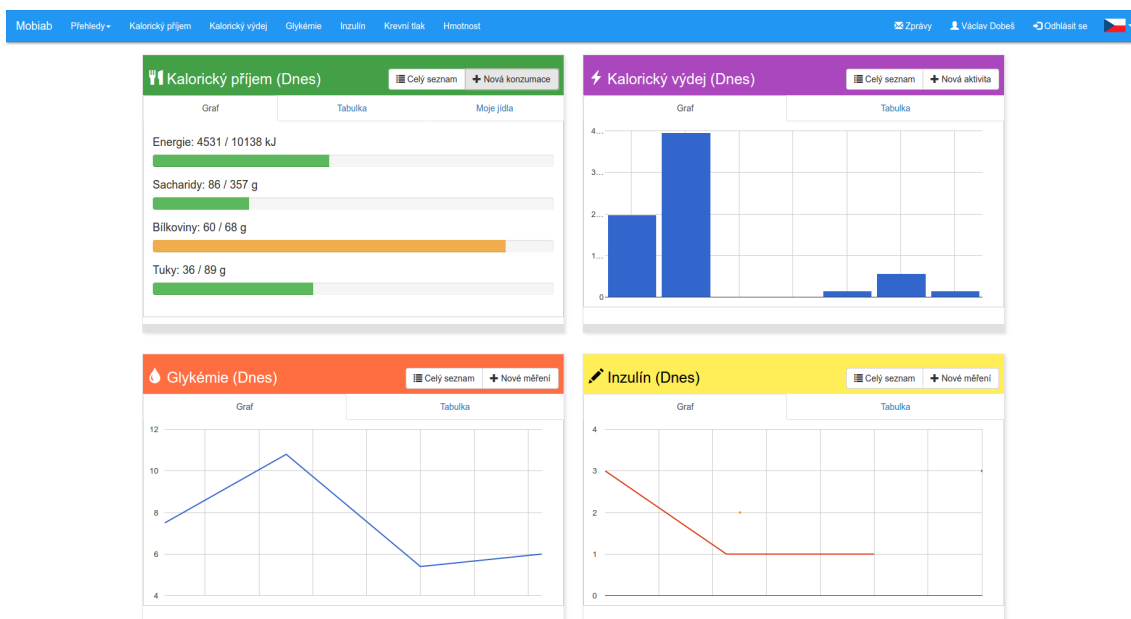 Mobiab Přehledy Kalorický příjem Kalorický výdej Glykémie Inzulín Krevní tlak Hmotnost Zprávy Václav Dobeš Odhlásit se
Kalorický příjem (Dnes) Celý seznam Nová konzumace
Graf Tabulka Moje jídla
Energie: 4531 / 10138 kJ
Sacharidy: 86 / 357 g
Bílkoviny: 60 / 68 g
Tuky: 36 / 89 g
Kalorický výdej (Dnes) Celý seznam Nová aktivita
Graf Tabulka
4...
3...
2...
1...
0
Glykémie (Dnes) Celý seznam Nové měření
Graf Tabulka
12
10
8
6
4
Inzulín (Dnes) Celý seznam Nové měření
Graf Tabulka
4
3
2
1
0